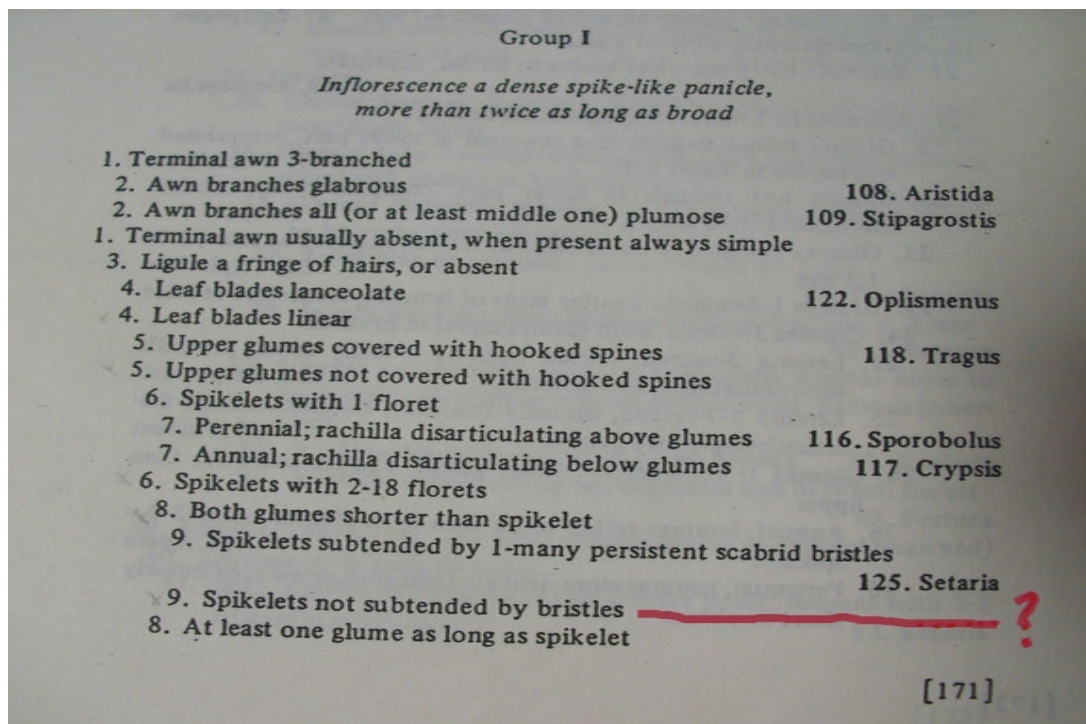 Group I
Inflorescence a dense spike-like panicle,
more than twice as long as broad
1. Terminal awn 3-branched
2. Awn branches glabrous 108. Aristida
2. Awn branches all (or at least middle one) plumose 109. Stipagrostis
1. Terminal awn usually absent, when present always simple
3. Ligule a fringe of hairs, or absent
4. Leaf blades lanceolate 122. Oplismenus
4. Leaf blades linear
5. Upper glumes covered with hooked spines 118. Tragus
5. Upper glumes not covered with hooked spines
6. Spikelets with 1 floret
7. Perennial; rachilla disarticulating above glumes 116. Sporobolus
7. Annual; rachilla disarticulating below glumes 117. Crypsis
6. Spikelets with 2-18 florets
8. Both glumes shorter than spikelet
9. Spikelets subtended by 1-many persistent scabrid bristles
125. Setaria
9. Spikelets not subtended by bristles ?
8. At least one glume as long as spikelet
[171]